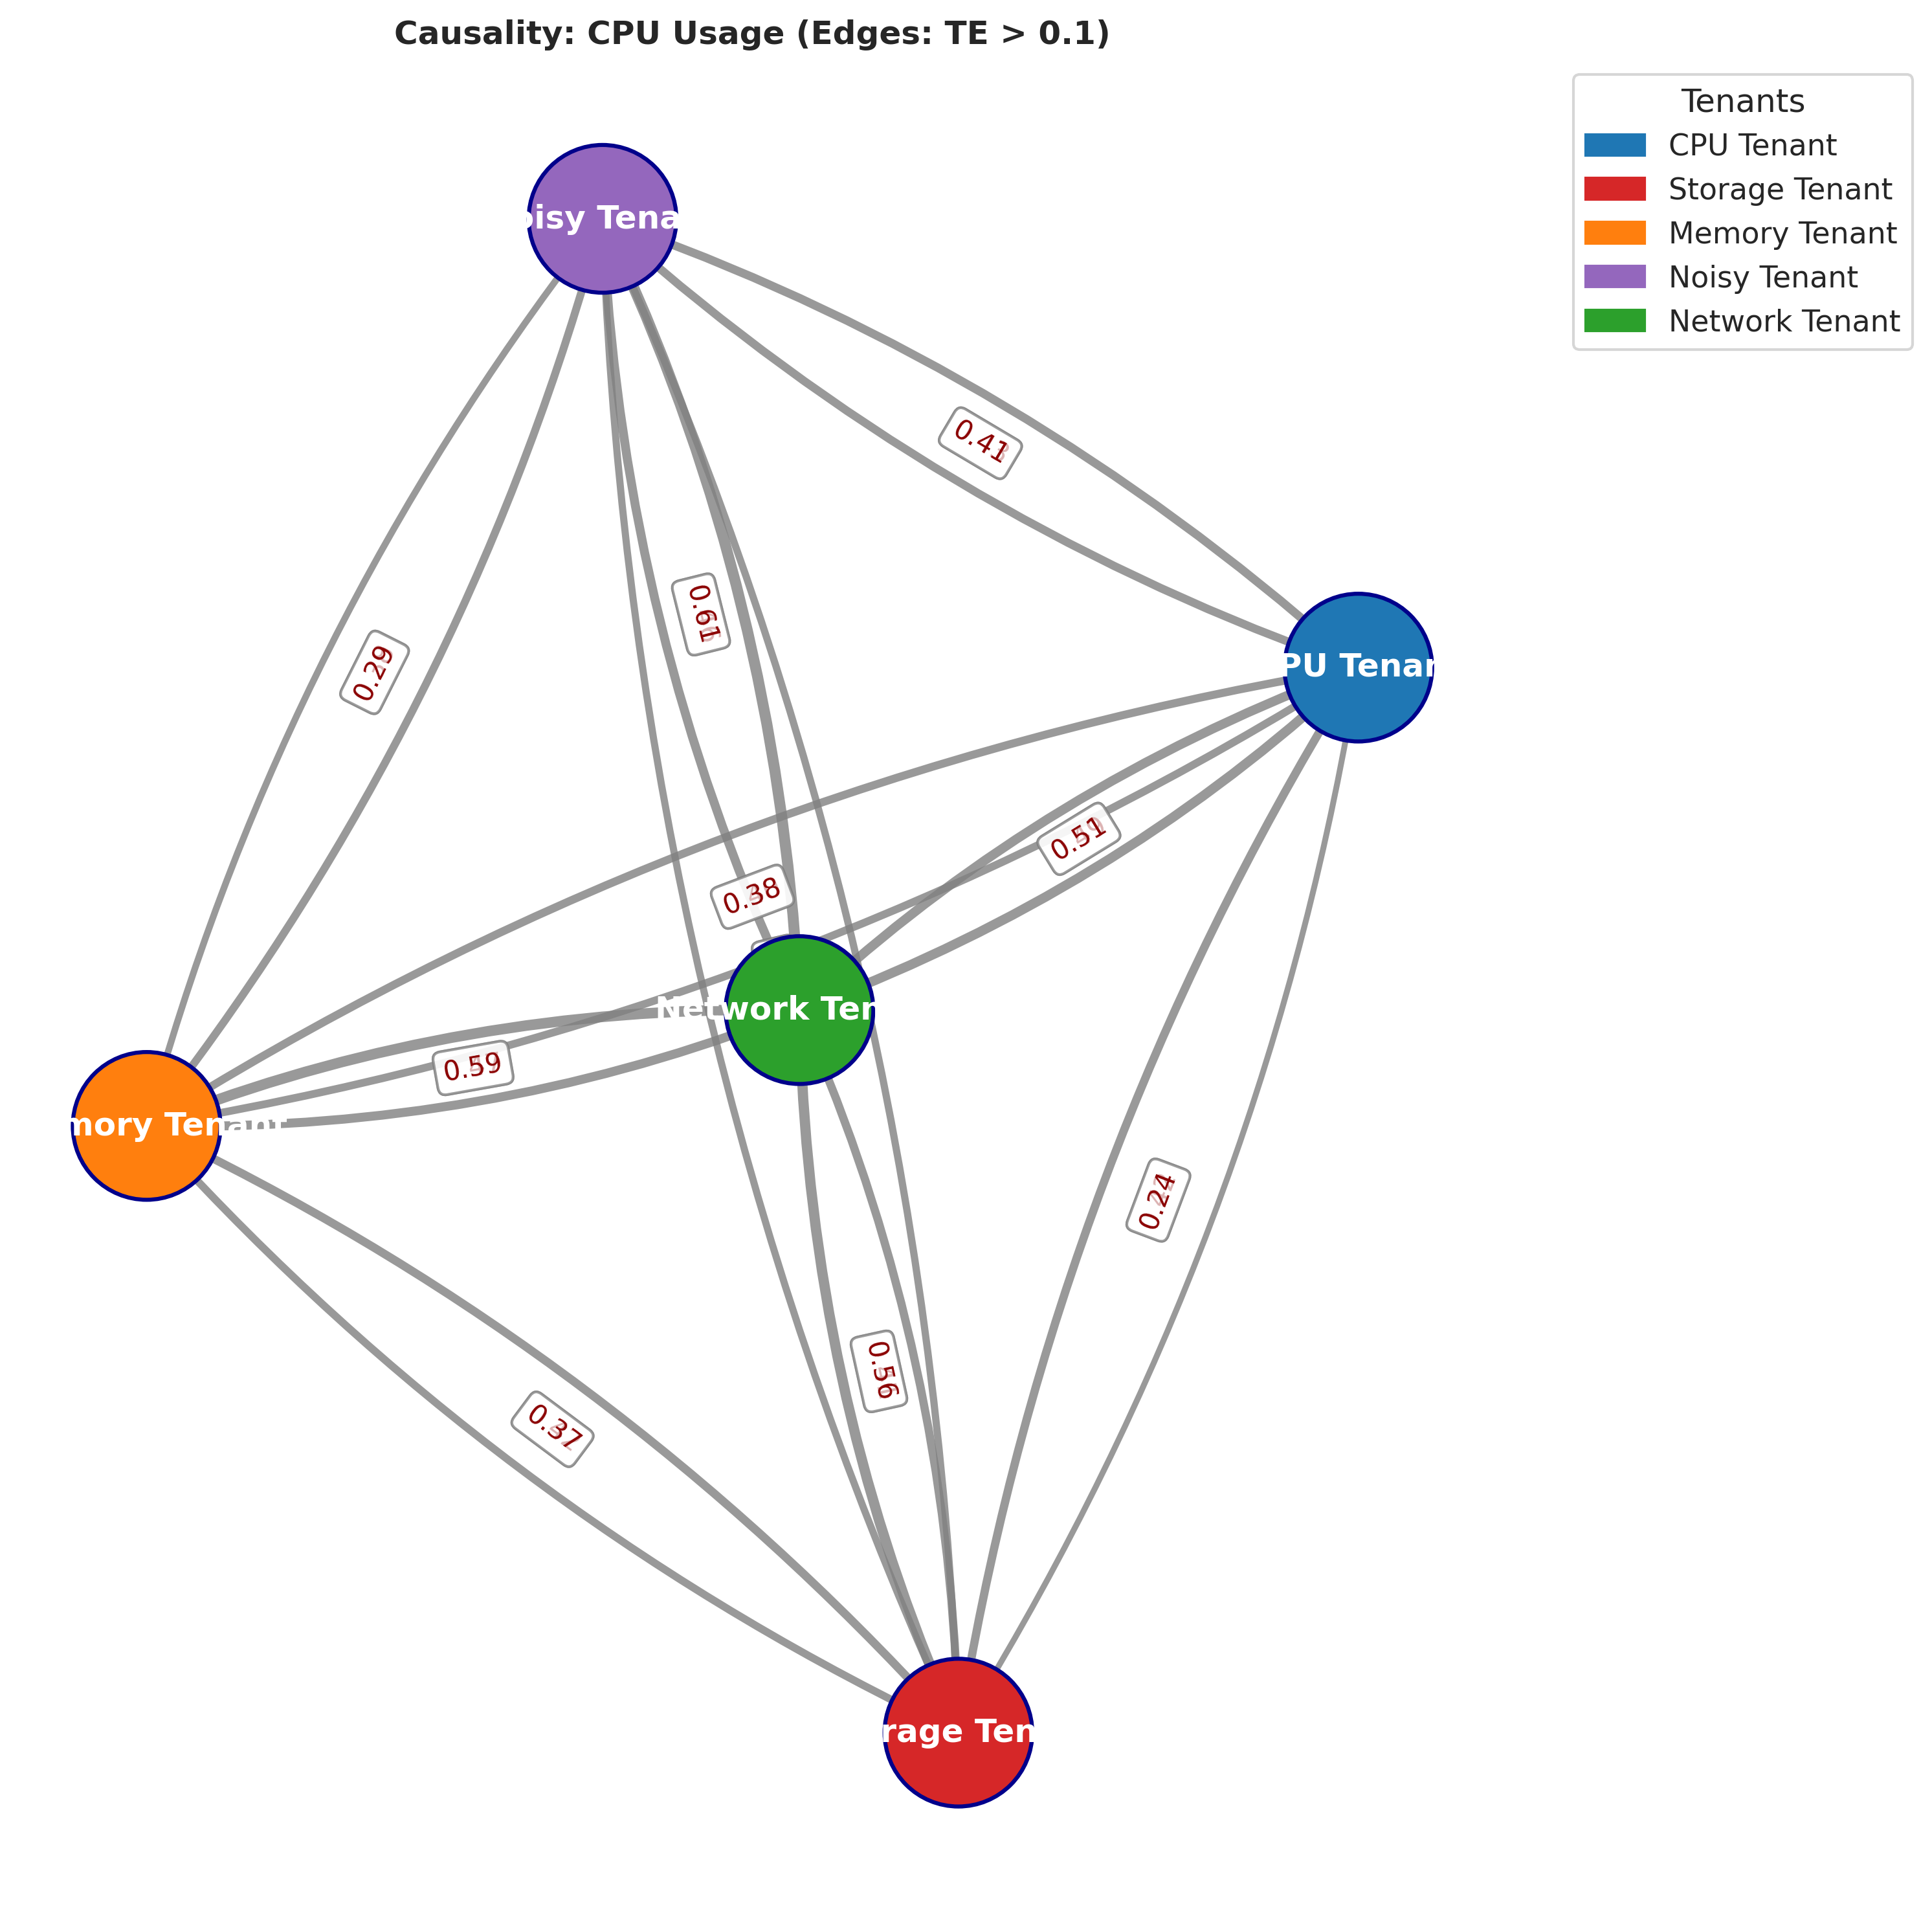 Causality: CPU Usage (Edges: TE > 0.1)
Tenants
CPU Tenant
Storage Tenant
Memory Tenant
Noisy Tenant
Network Tenant
oisy Tena
0.41
0.61
0.29
PU Tenan
0.51
0.38
Network Ten
0.59
mory Tenant
0.24
0.56
0.37
rage Ten